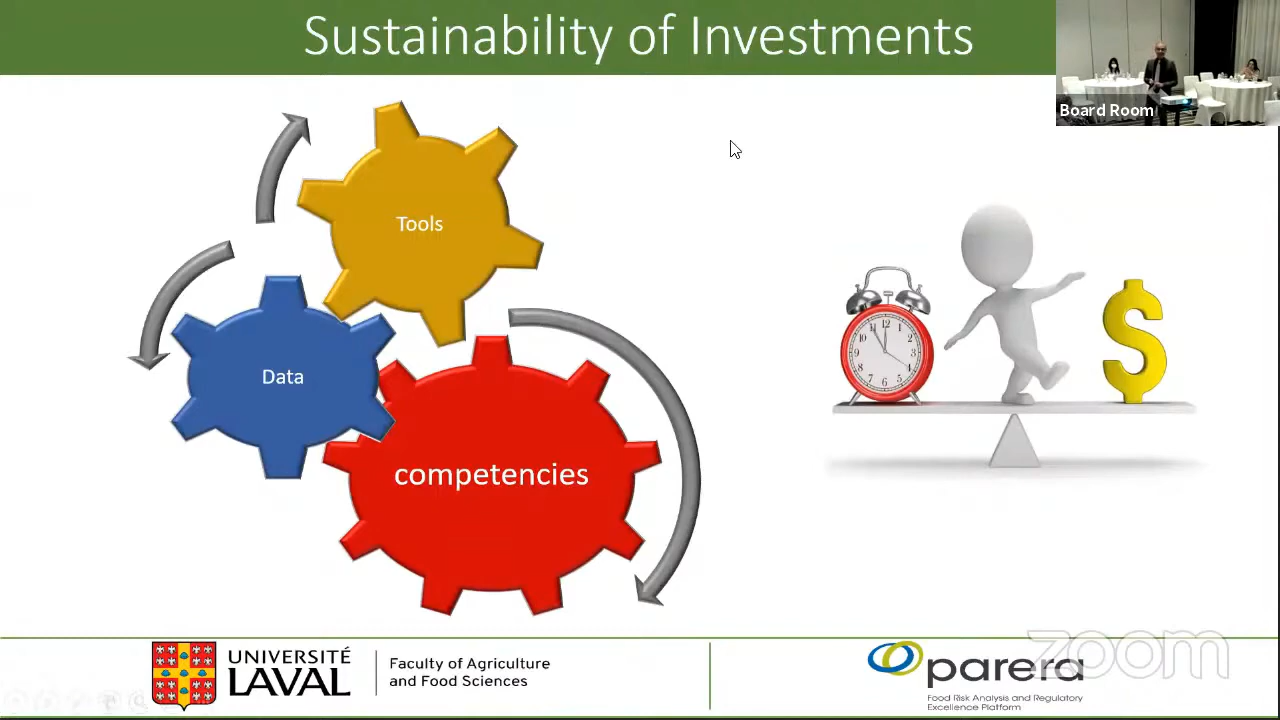 Sustainability of Investments
Board Room
Tools
Data
competencies
12
$
UNIVERSITÉ
LAVAL
Faculty of Agriculture
and Food Sciences
parera
Food Risk Analysis and Regulatory
Excellence Platform
zoom